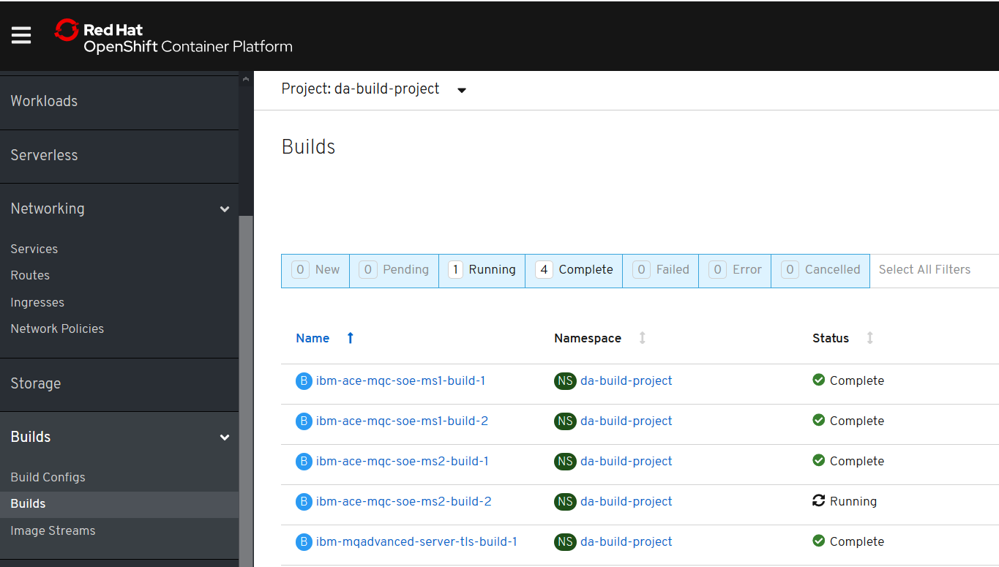 Red Hat
OpenShift Container Platform
Workloads
Serverless
Networking
Services
Routes
Ingresses
Network Policies
Storage
Builds
Build Configs
Builds
Image Streams
Project: da-build-project
Builds
0 New 0 Pending 1 Running 4 Complete 0 Failed 0 Error 0 Cancelled Select All Filters
Name Namespace Status
B ibm-ace-mqc-soe-ms1-build-1 NS da-build-project Complete
B ibm-ace-mqc-soe-ms1-build-2 NS da-build-project Complete
B ibm-ace-mqc-soe-ms2-build-1 NS da-build-project Complete
B ibm-ace-mqc-soe-ms2-build-2 NS da-build-project Running
B ibm-mqadvanced-server-tls-build-1 NS da-build-project Complete